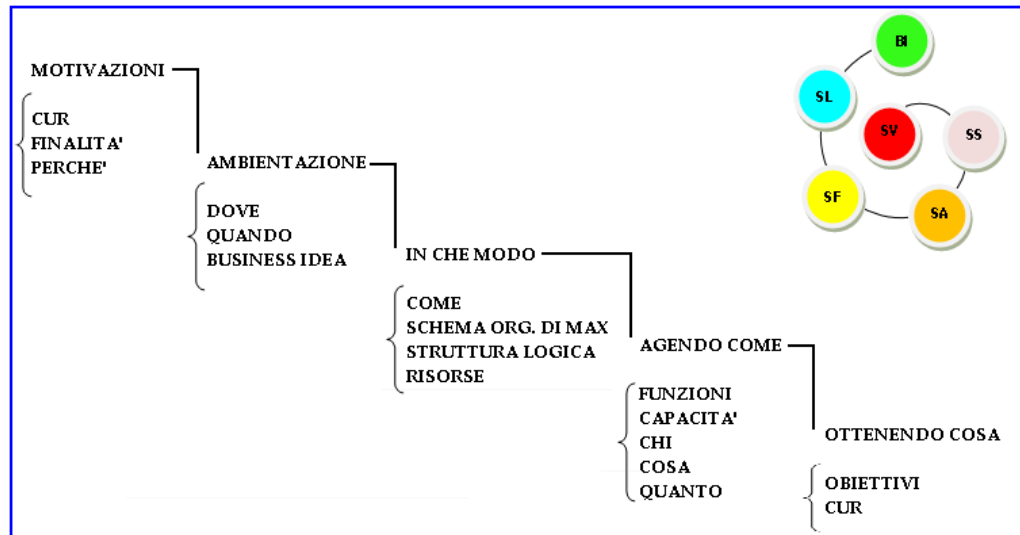 MOTIVAZIONI
CUR
FINALITA'
PERCHE'
AMBIENTAZIONE
DOVE
QUANDO
BUSINESS IDEA
IN CHE MODO
COME
SCHEMA ORG. DI MAX
STRUTTURA LOGICA
RISORSE
AGENDO COME
FUNZIONI
CAPACITA'
CHI
COSA
QUANTO
OTTENENDO COSA
OBIETTIVI
CUR
BI
SL
SV
SS
SF
SA